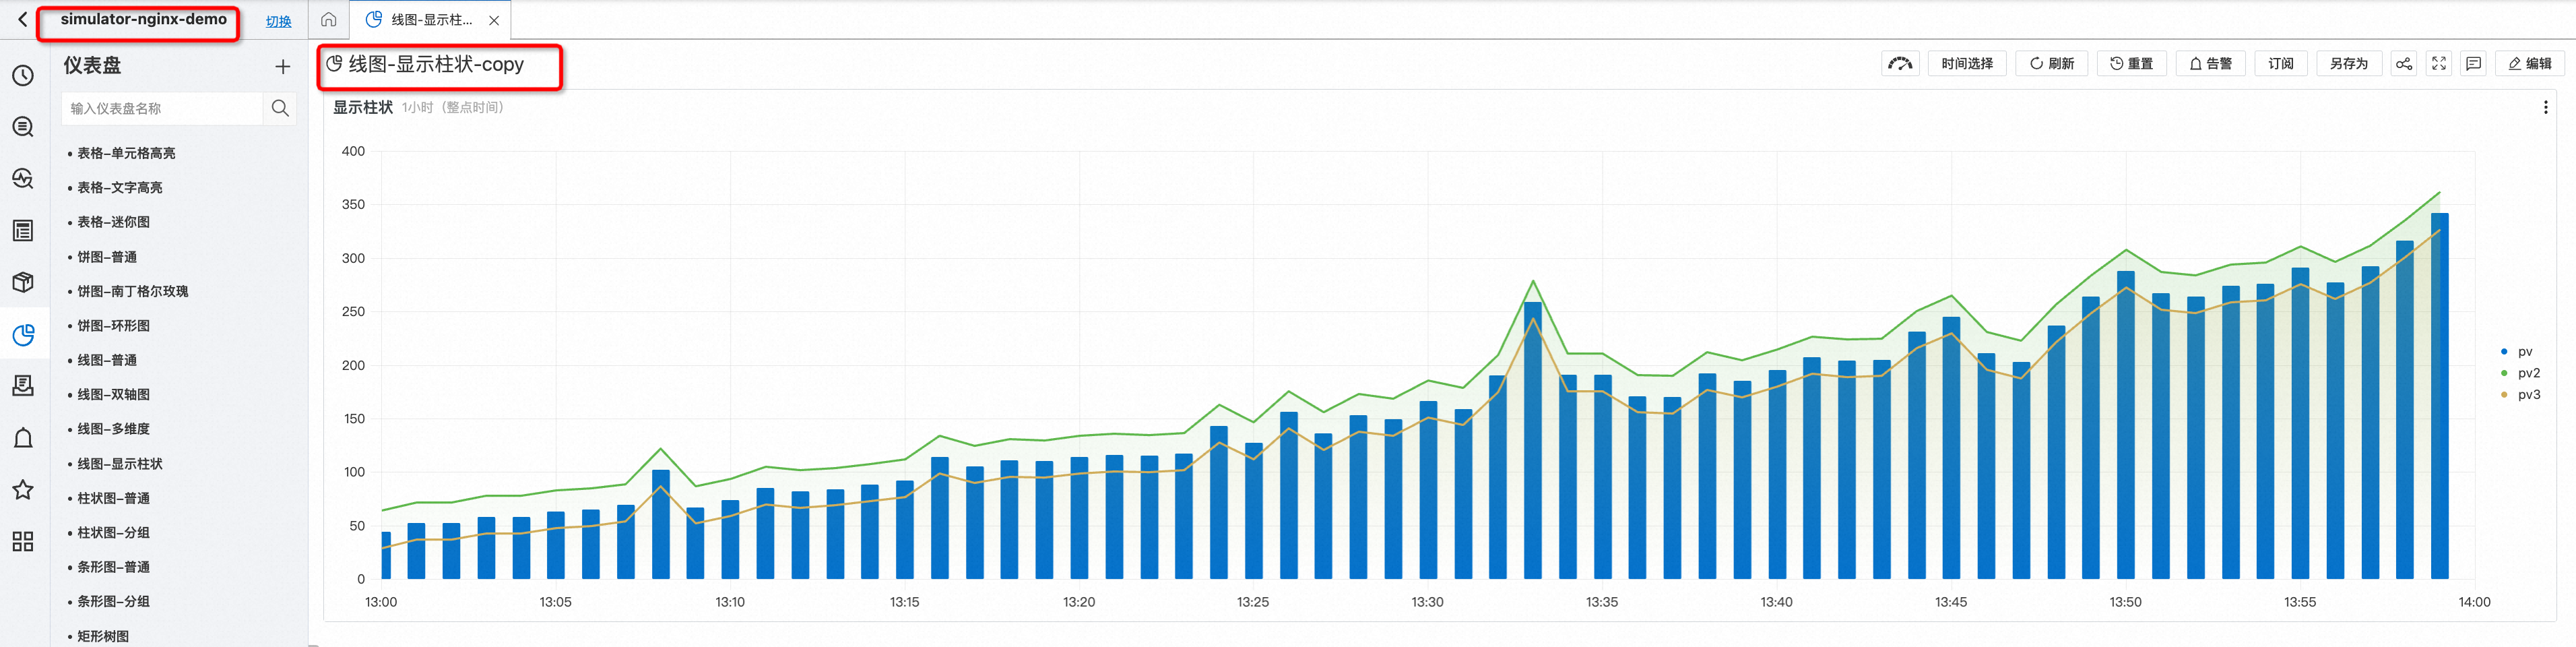 simulator-nginx-demo
切换
线图-显示柱...
仪表盘
输入仪表盘名称
表格–单元格高亮
表格–文字高亮
表格–迷你图
饼图–普通
饼图–南丁格尔玫瑰
饼图–环形图
线图–普通
线图–双轴图
线图–多维度
线图–显示柱状
柱状图–普通
柱状图–分组
条形图–普通
条形图–分组
矩形树图
线图-显示柱状-copy
时间选择
刷新
重置
告警
订阅
另存为
编辑
显示柱状 1小时（整点时间）
400
350
300
250
200
150
100
50
0
13:00 13:05 13:10 13:15 13:20 13:25 13:30 13:35 13:40 13:45 13:50 13:55 14:00
pv
pv2
pv3